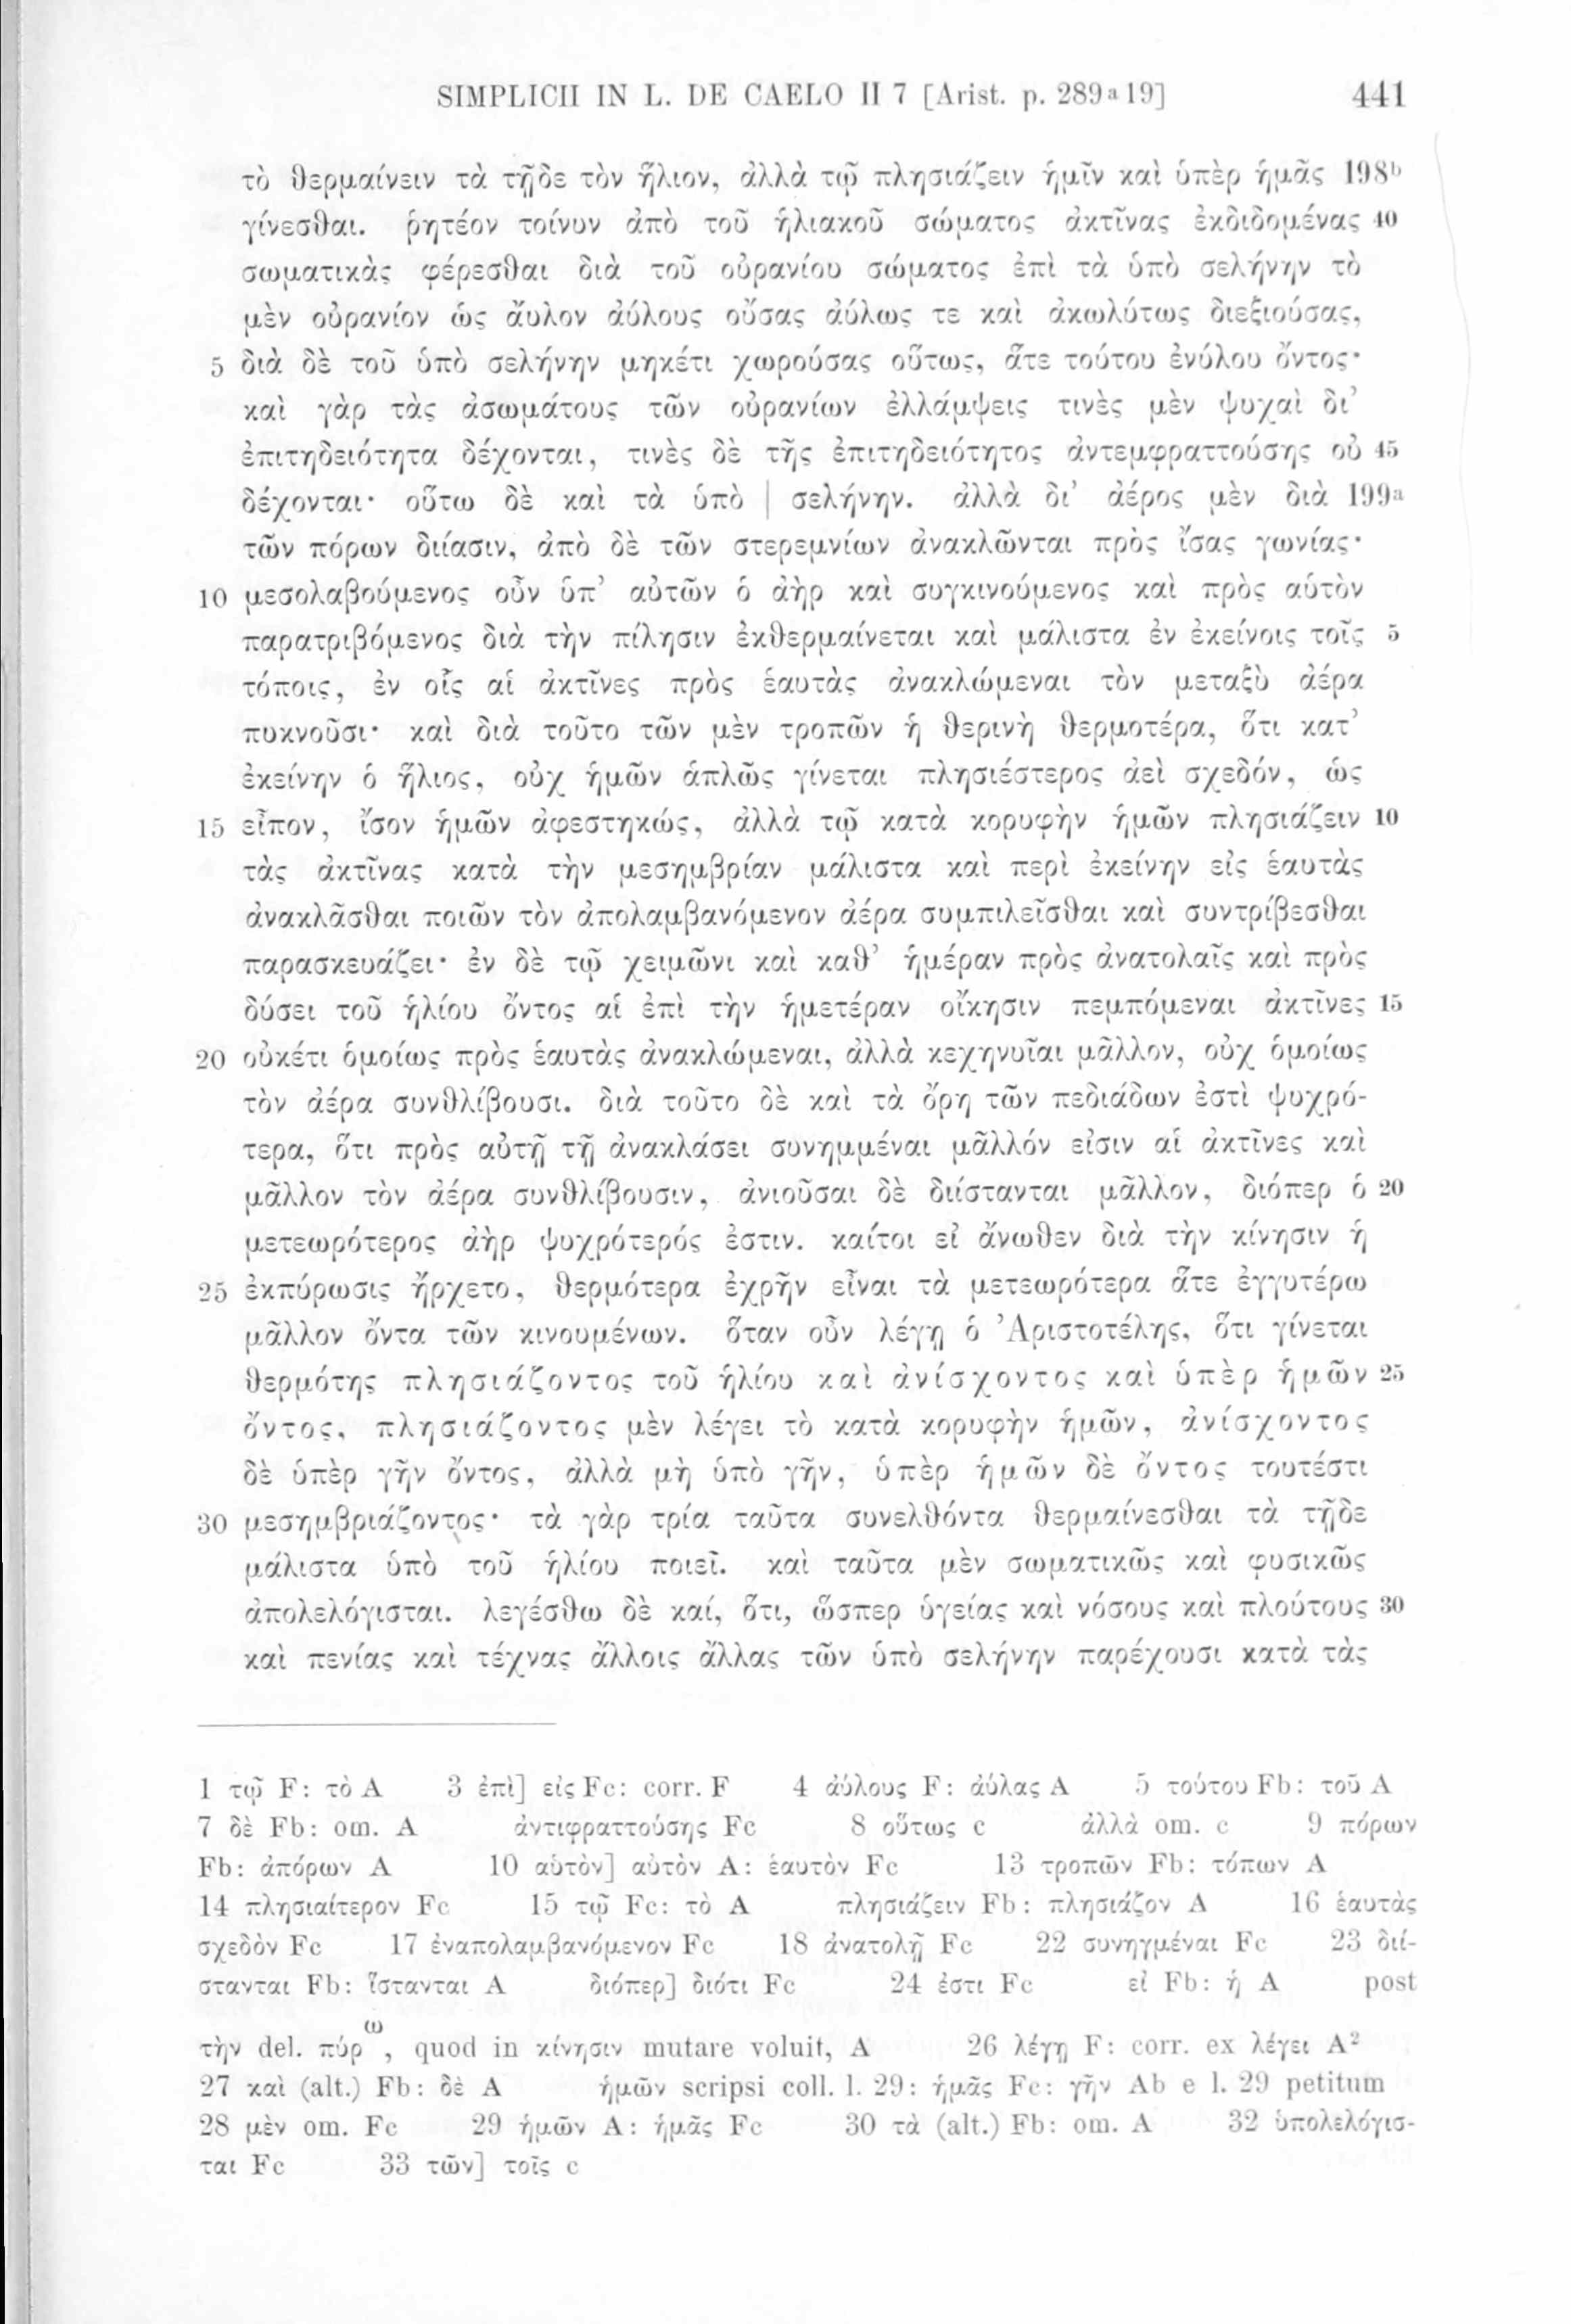 SIMPLICII IN L. DE CAELO II 7 [Arist. p. 289a19] 441
τὸ θερμαίνειν τὰ τῇδε τὸν ἥλιον, ἀλλὰ τῷ πλησιάζειν ἡμῖν καὶ ὑπὲρ ἡμᾶς 198b
γίνεσθαι. ῥητέον τοίνυν ἀπὸ τοῦ ἡλιακοῦ σώματος ἀκτῖνας ἐκδιδομένας 40
σωματικὰς φέρεσθαι διὰ τοῦ οὐρανίου σώματος ἐπὶ τὰ ὑπὸ σελήνην τὸ
μὲν οὐρανίον ὡς ἄυλον ἀύλους οὔσας ἀύλως τε καὶ ἀκωλύτως διεξιούσας,
5 διὰ δὲ τοῦ ὑπὸ σελήνην μηκέτι χωρούσας οὕτως, ἅτε τούτου ἐνύλου ὄντος·
καὶ γὰρ τὰς ἀσωμάτους τῶν οὐρανίων ἐλλάμψεις τινὲς μὲν ψυχαὶ δι’
ἐπιτηδειότητα δέχονται, τινὲς δὲ τῆς ἐπιτηδειότητος ἀντεμφραττούσης οὐ 45
δέχονται· οὕτω δὲ καὶ τὰ ὑπὸ | σελήνην. ἀλλὰ δι’ ἀέρος μὲν διὰ 199a
τῶν πόρων διίασιν, ἀπὸ δὲ τῶν στερεμνίων ἀνακλῶνται πρὸς ἴσας γωνίας·
10 μεσολαβούμενος οὖν ὑπ’ αὐτῶν ὁ ἀὴρ καὶ συγκινούμενος καὶ πρὸς αὑτὸν
παρατριβόμενος διὰ τὴν πίλησιν ἐκθερμαίνεται καὶ μάλιστα ἐν ἐκείνοις τοῖς 5
τόποις, ἐν οἷς αἱ ἀκτῖνες πρὸς ἑαυτὰς ἀνακλώμεναι τὸν μεταξὺ ἀέρα
πυκνοῦσι· καὶ διὰ τοῦτο τῶν μὲν τροπῶν ἡ θερινὴ θερμοτέρα, ὅτι κατ’
ἐκείνην ὁ ἥλιος, οὐχ ἡμῶν ἁπλῶς γίνεται πλησιέστερος ἀεὶ σχεδόν, ὡς
15 εἶπον, ἴσον ἡμῶν ἀφεστηκώς, ἀλλὰ τῷ κατὰ κορυφὴν ἡμῶν πλησιάζειν 10
τὰς ἀκτῖνας κατὰ τὴν μεσημβρίαν μάλιστα καὶ περὶ ἐκείνην εἰς ἑαυτὰς
ἀνακλᾶσθαι ποιῶν τὸν ἀπολαμβανόμενον ἀέρα συμπιλεῖσθαι καὶ συντρίβεσθαι
παρασκευάζει· ἐν δὲ τῷ χειμῶνι καὶ καθ’ ἡμέραν πρὸς ἀνατολαῖς καὶ πρὸς
δύσει τοῦ ἡλίου ὄντος αἱ ἐπὶ τὴν ἡμετέραν οἴκησιν πεμπόμεναι ἀκτῖνες 15
20 οὐκέτι ὁμοίως πρὸς ἑαυτὰς ἀνακλώμεναι, ἀλλὰ κεχηνυῖαι μᾶλλον, οὐχ ὁμοίως
τὸν ἀέρα συνθλίβουσι. διὰ τοῦτο δὲ καὶ τὰ ὄρη τῶν πεδιάδων ἐστὶ ψυχρό-
τερα, ὅτι πρὸς αὐτῇ τῇ ἀνακλάσει συνημμέναι μᾶλλόν εἰσιν αἱ ἀκτῖνες καὶ
μᾶλλον τὸν ἀέρα συνθλίβουσιν, ἀνιοῦσαι δὲ διίστανται μᾶλλον, διόπερ ὁ 20
μετεωρότερος ἀὴρ ψυχρότερός ἐστιν. καίτοι εἰ ἄνωθεν διὰ τὴν κίνησιν ἡ
25 ἐκπύρωσις ἤρχετο, θερμότερα ἐχρῆν εἶναι τὰ μετεωρότερα ἅτε ἐγγυτέρω
μᾶλλον ὄντα τῶν κινουμένων. ὅταν οὖν λέγῃ ὁ Ἀριστοτέλης, ὅτι γίνεται
θερμότης πλησιάζοντος τοῦ ἡλίου καὶ ἀνίσχοντος καὶ ὑπὲρ ἡμῶν 25
ὄντος, πλησιάζοντος μὲν λέγει τὸ κατὰ κορυφὴν ἡμῶν, ἀνίσχοντος
δὲ ὑπὲρ γῆν ὄντος, ἀλλὰ μὴ ὑπὸ γῆν, ὑπὲρ ἡμῶν δὲ ὄντος τουτέστι
30 μεσημβριάζοντος· τὰ γὰρ τρία ταῦτα συνελθόντα θερμαίνεσθαι τὰ τῇδε
μάλιστα ὑπὸ τοῦ ἡλίου ποιεῖ. καὶ ταῦτα μὲν σωματικῶς καὶ φυσικῶς
ἀπολελόγισται. λεγέσθω δὲ καί, ὅτι, ὥσπερ ὑγείας καὶ νόσους καὶ πλούτους 30
καὶ πενίας καὶ τέχνας ἄλλοις ἄλλας τῶν ὑπὸ σελήνην παρέχουσι κατὰ τὰς
1 τῷ F: τὸ A 3 ἐπὶ] εἰς Fc: corr. F 4 ἀύλους F: ἀύλας A 5 τούτου Fb: τοῦ A
7 δὲ Fb: om. A ἀντιφραττούσης Fc 8 οὕτως c ἀλλὰ om. c 9 πόρων
Fb: ἀπόρων A 10 αὑτὸν] αὐτὸν A: ἑαυτὸν Fc 13 τροπῶν Fb: τόπων A
14 πλησιαίτερον Fc 15 τῷ Fc: τὸ A πλησιάζειν Fb: πλησιάζον A 16 ἑαυτὰς
σχεδὸν Fc 17 ἐναπολαμβανόμενον Fc 18 ἀνατολῇ Fc 22 συνηγμέναι Fc 23 διί-
στανται Fb: ἵστανται A διόπερ] διότι Fc 24 ἐστι Fc εἰ Fb: ἡ A post
τὴν del. πύρω, quod in κίνησιν mutare voluit, A 26 λέγῃ F: corr. ex λέγει A²
27 καὶ (alt.) Fb: δὲ A ἡμῶν scripsi coll. l. 29: ἡμᾶς Fc: γῆν Ab e l. 29 petitum
28 μὲν om. Fc 29 ἡμῶν A: ἡμᾶς Fc 30 τὰ (alt.) Fb: om. A 32 ὑπολελόγισ-
ται Fc 33 τῶν] τοῖς c